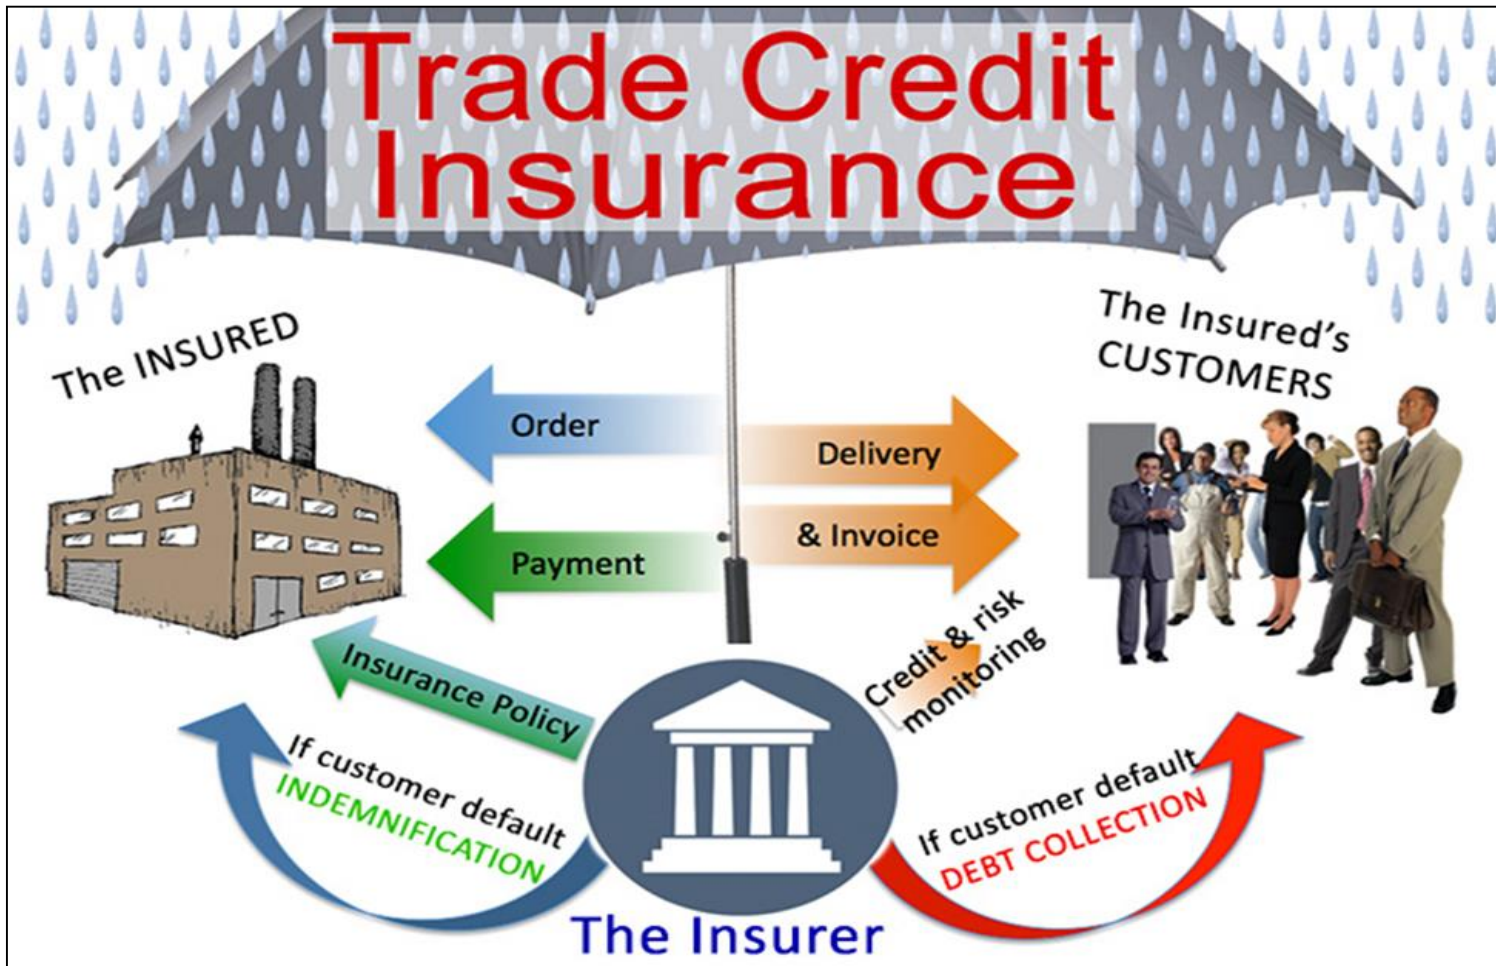 Trade Credit
Insurance
The INSURED
The Insured's
CUSTOMERS
Order
Delivery
Payment
& Invoice
Insurance Policy
Credit & risk
monitoring
If customer default
INDEMNIFICATION
If customer default
DEBT COLLECTION
The Insurer